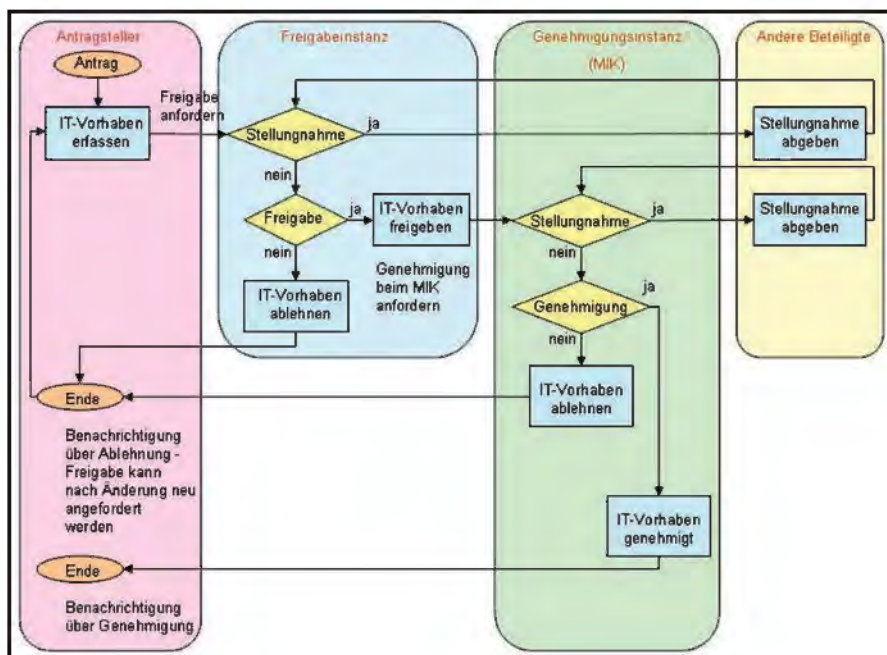 Antragsteller
Freigabeinstanz
Genehmigungsinstanz
(MIK)
Andere Beteiligte
Antrag
IT-Vorhaben
erfassen
Freigabe
anfordern
Stellungnahme
ja
Stellungnahme
abgeben
nein
Freigabe
ja
IT-Vorhaben
freigeben
Stellungnahme
ja
Stellungnahme
abgeben
nein
nein
IT-Vorhaben
ablehnen
Genehmigung
beim MIK
anfordern
Genehmigung
ja
nein
IT-Vorhaben
ablehnen
Ende
Benachrichtigung
über Ablehnung -
Freigabe kann
nach Änderung neu
angefordert
werden
IT-Vorhaben
genehmigt
Ende
Benachrichtigung
über Genehmigung